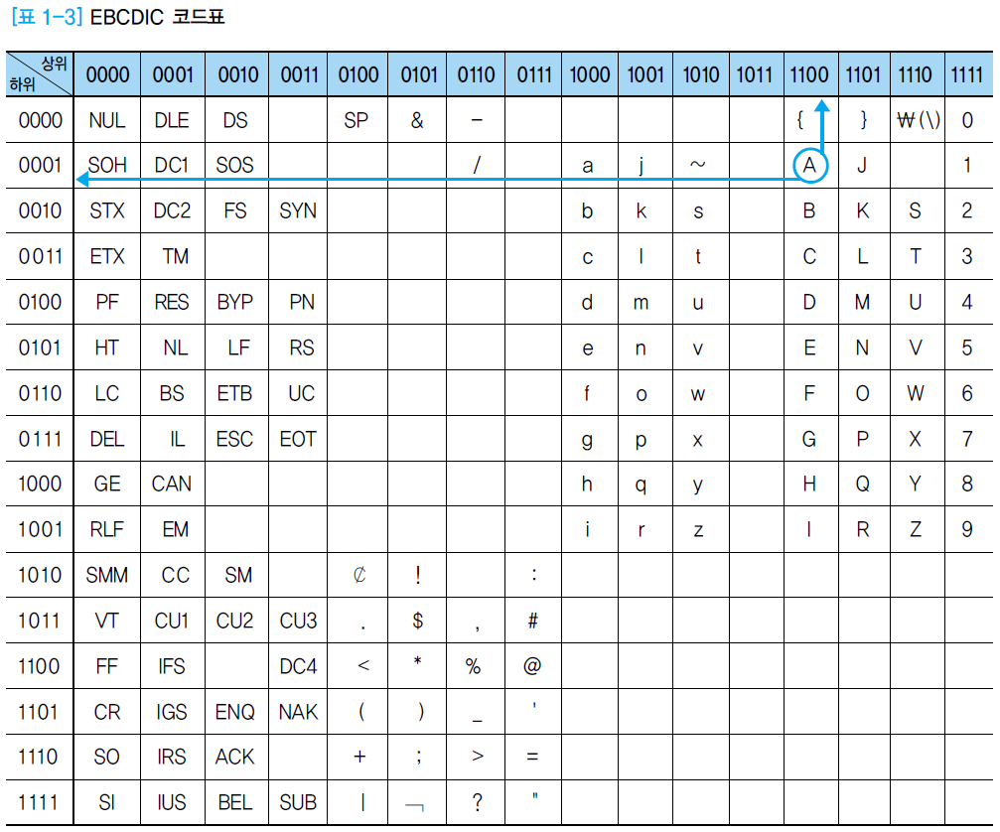 [표 1-3] EBCDIC 코드표
상위
하위 0000 0001 0010 0011 0100 0101 0110 0111 1000 1001 1010 1011 1100 1101 1110 1111
0000 NUL DLE DS SP & - { } ₩(\) 0
0001 SOH DC1 SOS / a j ~ A J 1
0010 STX DC2 FS SYN b k s B K S 2
0011 ETX TM c l t C L T 3
0100 PF RES BYP PN d m u D M U 4
0101 HT NL LF RS e n v E N V 5
0110 LC BS ETB UC f o w F O W 6
0111 DEL IL ESC EOT g p x G P X 7
1000 GE CAN h q y H Q Y 8
1001 RLF EM i r z I R Z 9
1010 SMM CC SM ₵ ! :
1011 VT CU1 CU2 CU3 . $ , #
1100 FF IFS DC4 < * % @
1101 CR IGS ENQ NAK ( ) _ '
1110 SO IRS ACK + ; > =
1111 SI IUS BEL SUB | ¬ ? "